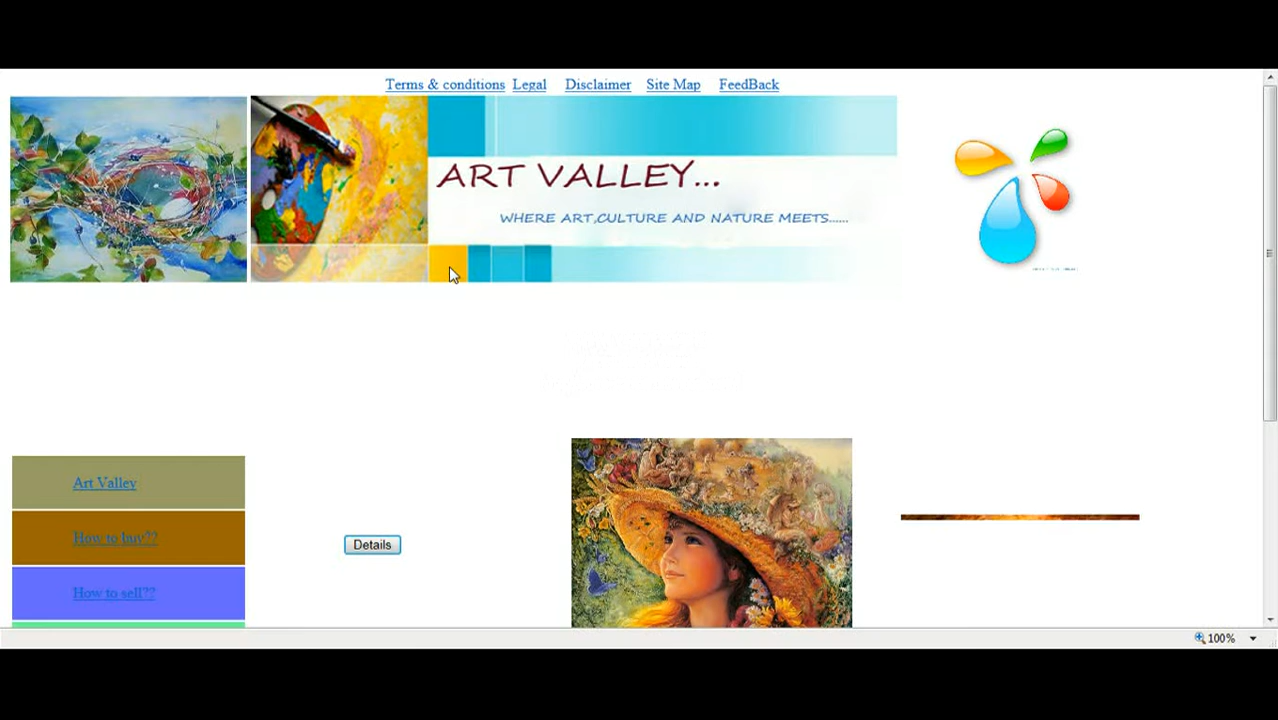 Terms & conditions Legal Disclaimer Site Map FeedBack
ART VALLEY...
WHERE ART,CULTURE AND NATURE MEETS......
Art Valley
How to buy??
Details
How to sell??
100%